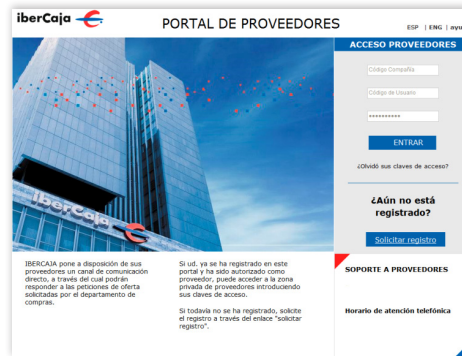 iberCaja
PORTAL DE PROVEEDORES
ESP | ENG | ayu
ACCESO PROVEEDORES
Código Compañía
Código de Usuario
**********
ENTRAR
¿Olvidó sus claves de acceso?
¿Aún no está
registrado?
Solicitar registro
iberCaja
IBERCAJA pone a disposición de sus
proveedores un canal de comunicación
directo, a través del cual podrán
responder a las peticiones de oferta
solicitadas por el departamento de
compras.
Si ud. ya se ha registrado en este
portal y ha sido autorizado como
proveedor, puede acceder a la zona
privada de proveedores introduciendo
sus claves de acceso.
Si todavía no se ha registrado, solicite
el registro a través del enlace "solicitar
registro".
SOPORTE A PROVEEDORES
Horario de atención telefónica